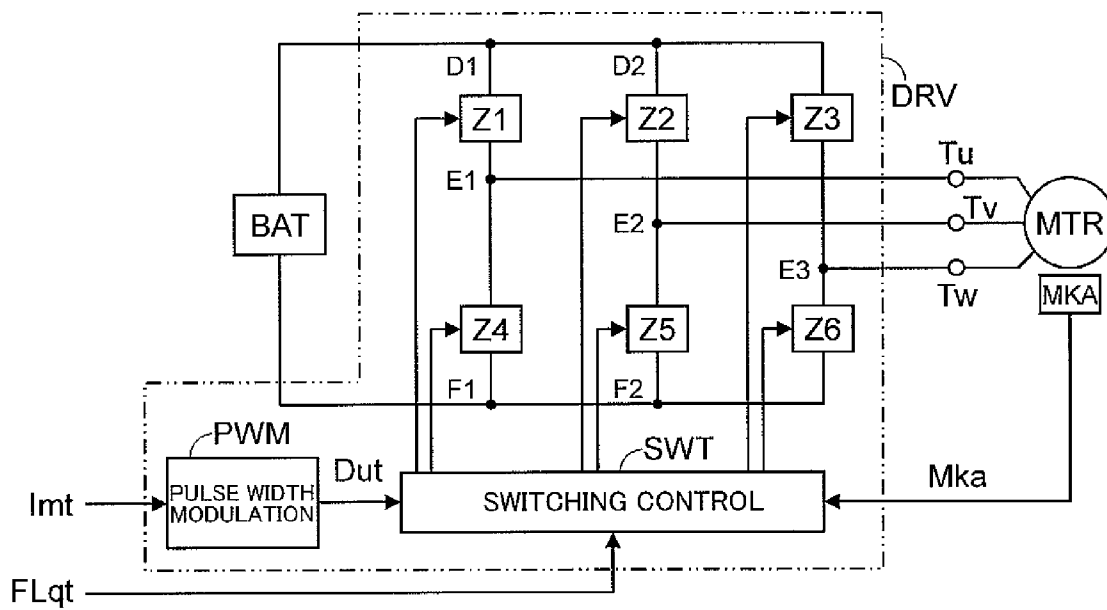 D1
D2
DRV
Z1
Z2
Z3
Tu
E1
BAT
E2
Tv
MTR
E3
Tw
MKA
Z4
Z5
Z6
F1
F2
PWM
SWT
Dut
Mka
Imt
PULSE WIDTH
MODULATION
SWITCHING CONTROL
FLqt